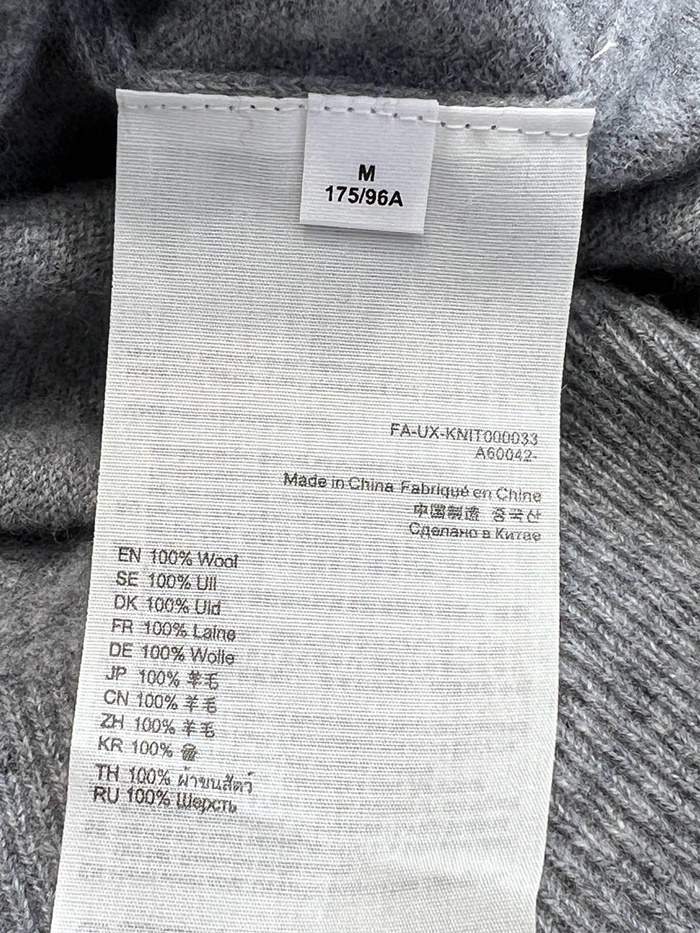 M
175/96A
FA-UX-KNIT000033
A60042-
Made in China Fabriqué en Chine
中国制造 중국산
Сделано в Китае
EN 100% Wool
SE 100% Ull
DK 100% Uld
FR 100% Laine
DE 100% Wolle
JP 100% 羊毛
CN 100% 羊毛
ZH 100% 羊毛
KR 100% 울
TH 100% ผ้าขนสัตว์
RU 100% Шерсть